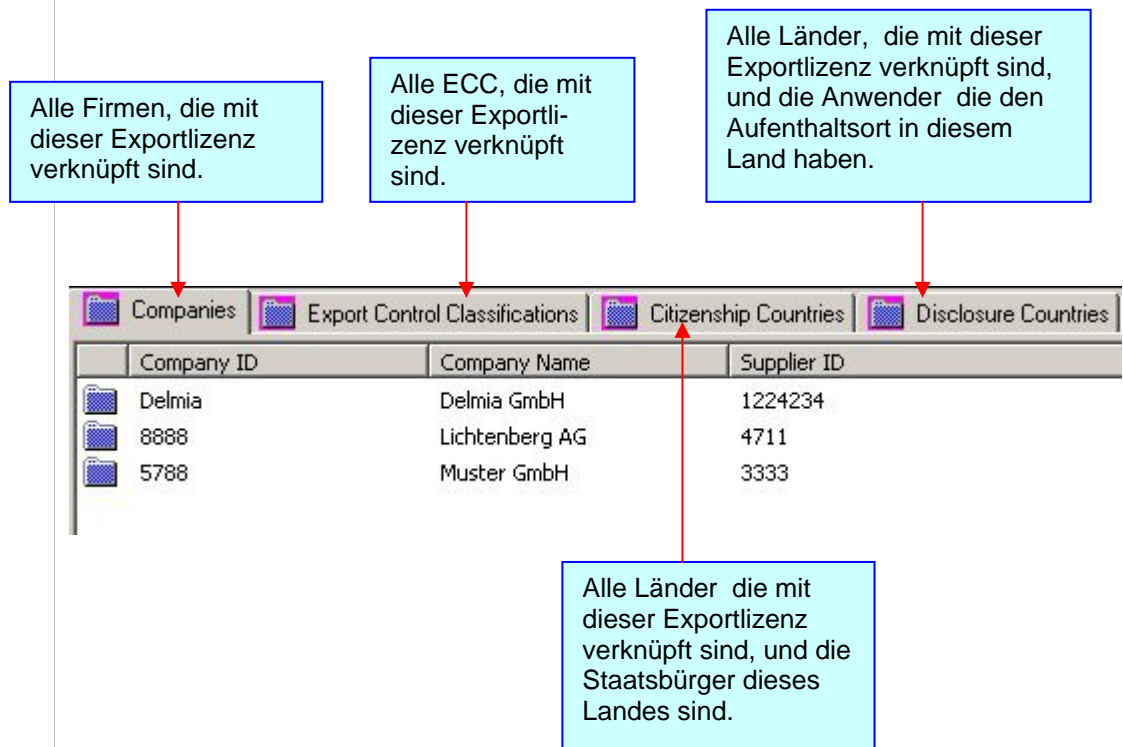 Alle Firmen, die mit
dieser Exportlizenz
verknüpft sind.
Alle ECC, die mit
dieser Exportli-
zenz verknüpft
sind.
Alle Länder, die mit dieser
Exportlizenz verknüpft sind,
und die Anwender die den
Aufenthaltsort in diesem
Land haben.
Companies Export Control Classifications Citizenship Countries Disclosure Countries
Company ID Company Name Supplier ID
Delmia Delmia GmbH 1224234
8888 Lichtenberg AG 4711
5788 Muster GmbH 3333
Alle Länder die mit
dieser Exportlizenz
verknüpft sind, und die
Staatsbürger dieses
Landes sind.